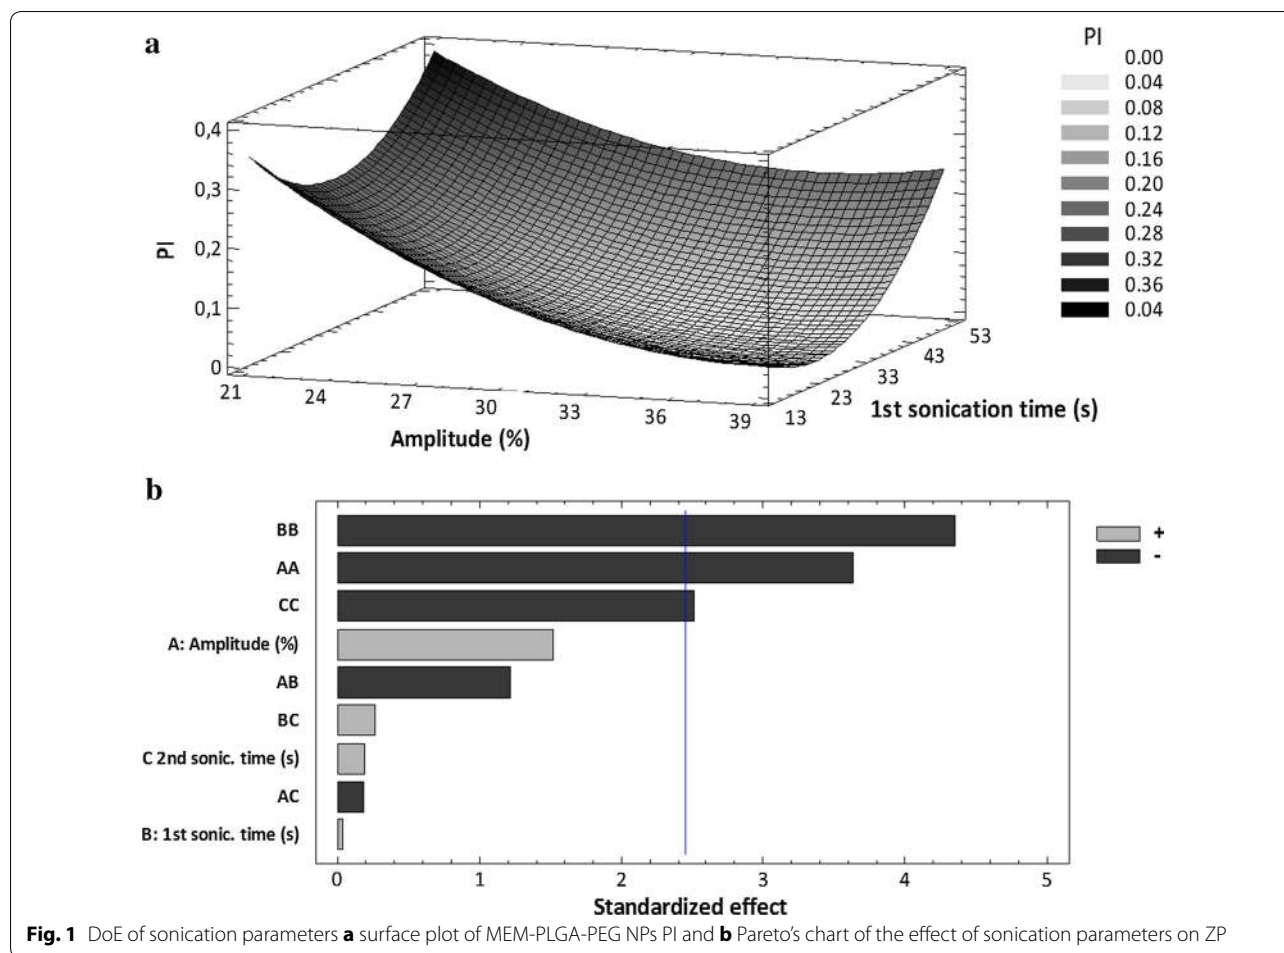 a
PI
0.00
0.04
0.08
0.12
0.16
0.20
0.24
0.28
0.32
0.36
0.04
PI
0,4
0,3
0,2
0,1
0
21 24 27 30 33 36 39
Amplitude (%)
13 23 33 43 53
1st sonication time (s)
b
BB
AA
CC
A: Amplitude (%)
AB
BC
C 2nd sonic. time (s)
AC
B: 1st sonic. time (s)
+
-
0 1 2 3 4 5
Standardized effect
Fig. 1 DoE of sonication parameters a surface plot of MEM-PLGA-PEG NPs PI and b Pareto's chart of the effect of sonication parameters on ZP